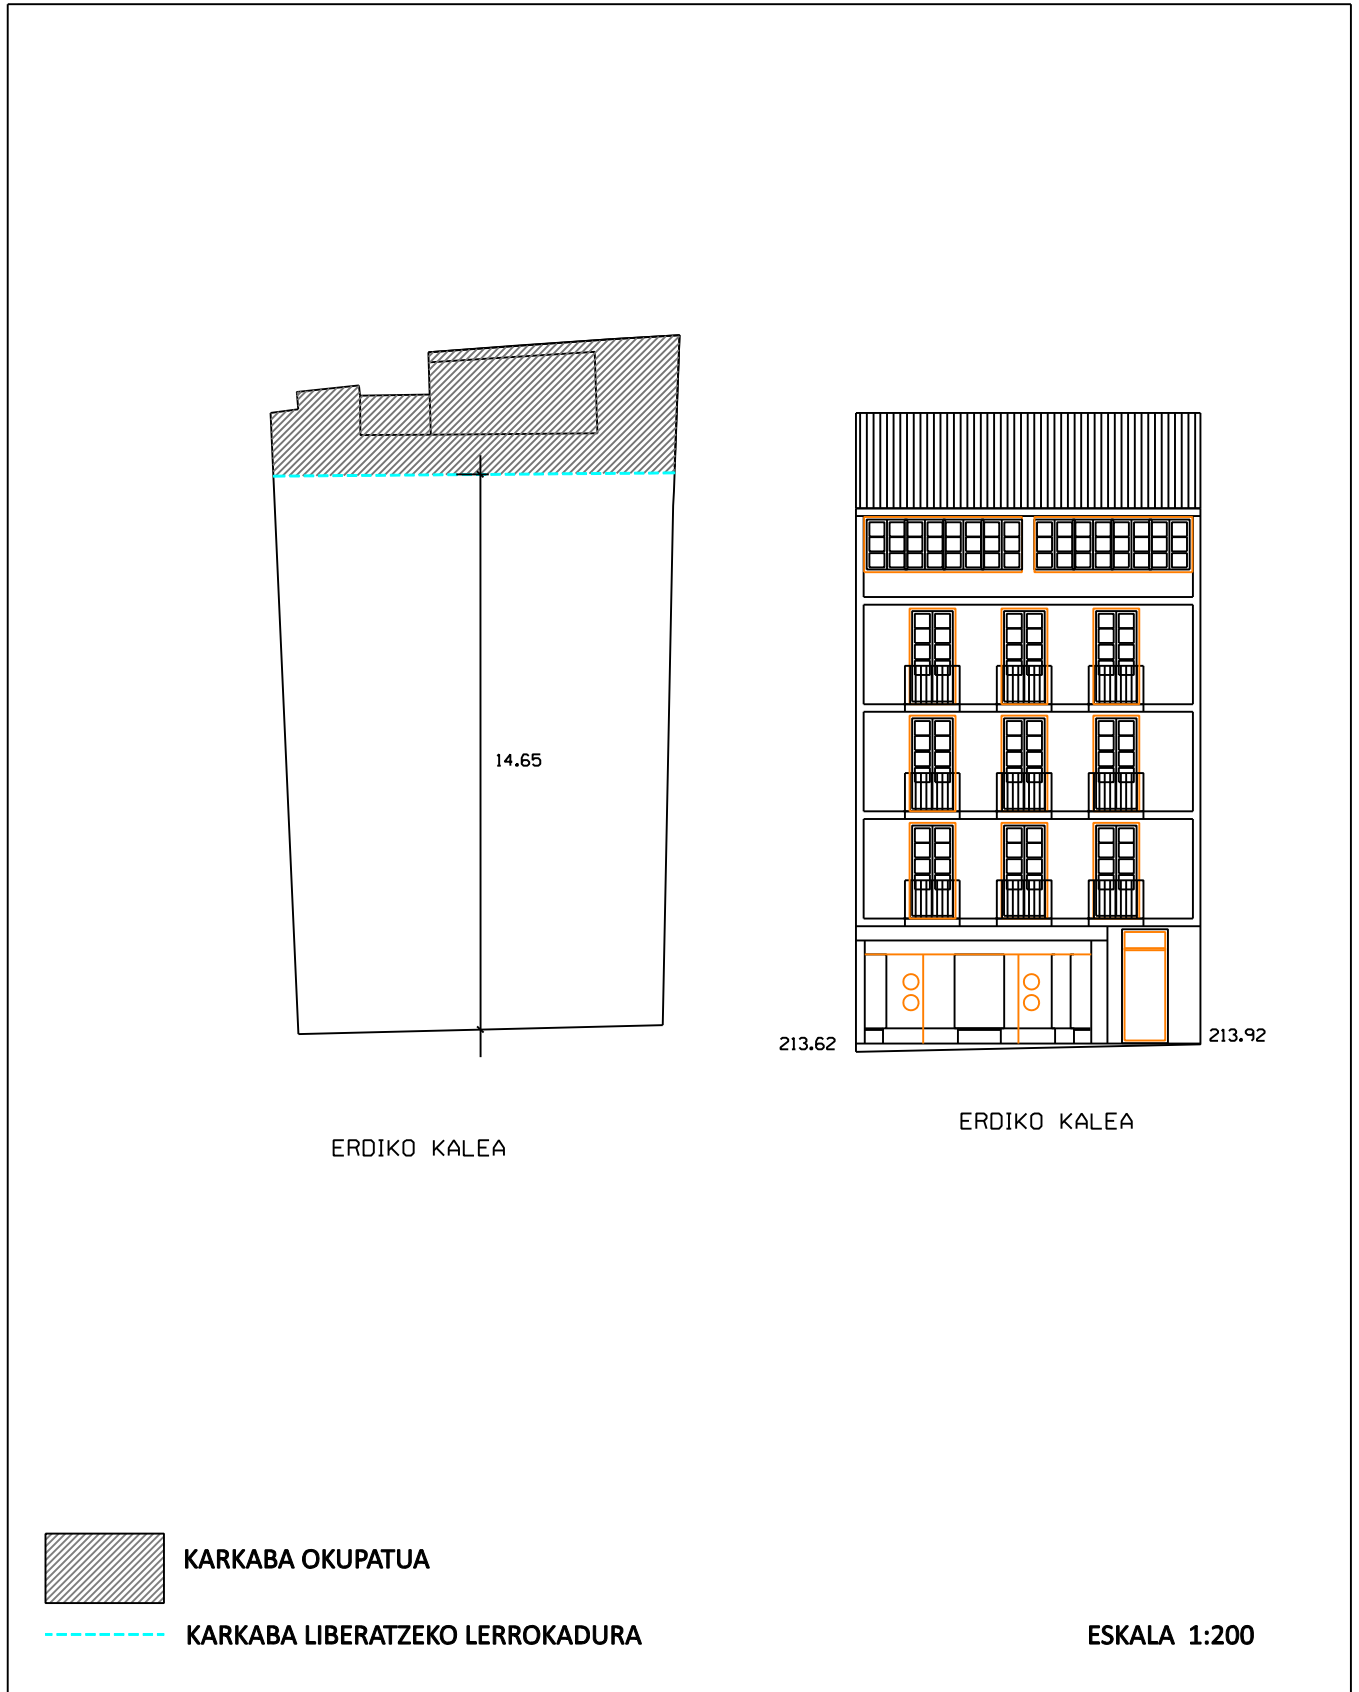 14.65
213.62
213.92
ERDIKO KALEA
ERDIKO KALEA
KARKABA OKUPATUA
KARKABA LIBERATZEKO LERROKADURA
ESKALA 1:200